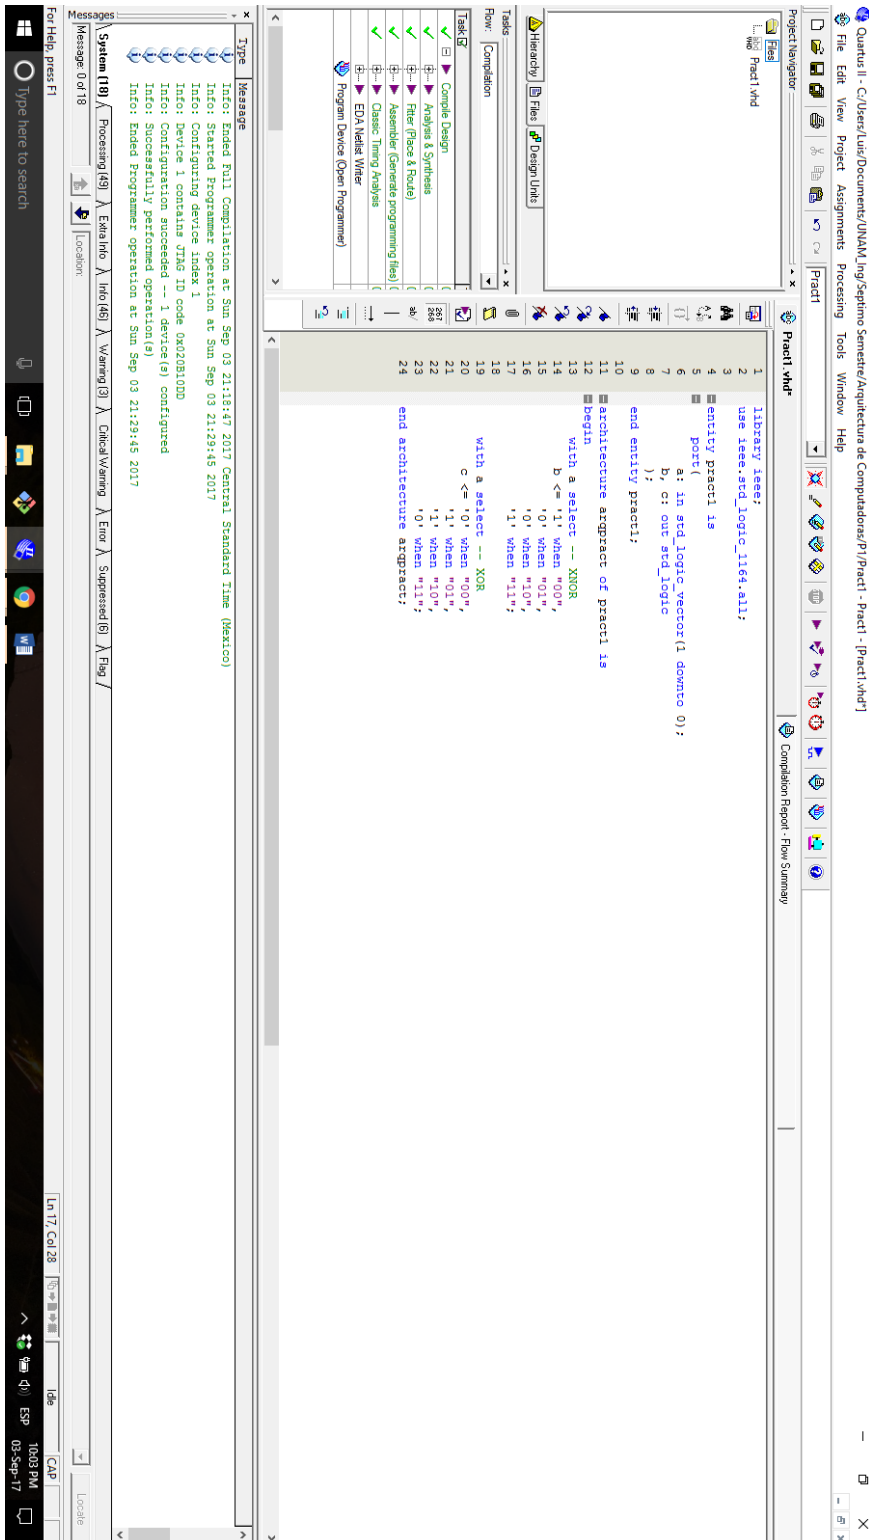 Quartus II - C:/Users/Luis/Documents/UNAM_Ing/Septimo Semestre/Arquitectura de Computadoras/P1/Pract1 - Pract1 - [Pract1.vhd*]
File Edit View Project Assignments Processing Tools Window Help
Pract1
Project Navigator
Files
Pract1.vhd
Hierarchy Files Design Units
Tasks
Flow: Compilation
Task
Compile Design
Analysis & Synthesis
Fitter (Place & Route)
Assembler (Generate programming files)
Classic Timing Analysis
EDA Netlist Writer
Program Device (Open Programmer)
Pract1.vhd*
Compilation Report - Flow Summary
267
268
ab/
1 library ieee;
2 use ieee.std_logic_1164.all;
3
4 entity pract1 is
5 port(
6 a: in std_logic_vector(1 downto 0);
7 b, c: out std_logic
8 );
9 end entity pract1;
10
11 architecture arqpract of pract1 is
12 begin
13 with a select -- XNOR
14 b <= '1' when "00",
15 '0' when "01",
16 '0' when "10",
17 '1' when "11";
18
19 with a select -- XOR
20 c <= '0' when "00",
21 '1' when "01",
22 '1' when "10",
23 '0' when "11";
24 end architecture arqpract;
Type Message
Info: Ended Full Compilation at Sun Sep 03 21:18:47 2017 Central Standard Time (Mexico)
Info: Started Programmer operation at Sun Sep 03 21:29:45 2017
Info: Configuring device index 1
Info: Device 1 contains JTAG ID code 0x020B10DD
Info: Configuration succeeded -- 1 device(s) configured
Info: Successfully performed operation(s)
Info: Ended Programmer operation at Sun Sep 03 21:29:45 2017
System (18) Processing (49) Extra Info Info (46) Warning (3) Critical Warning Error Suppressed (6) Flag
Messages
Message: 0 of 18
Location:
Locate
For Help, press F1
Ln 17, Col 28
Idle
CAP
Type here to search
ESP
10:03 PM
03-Sep-17